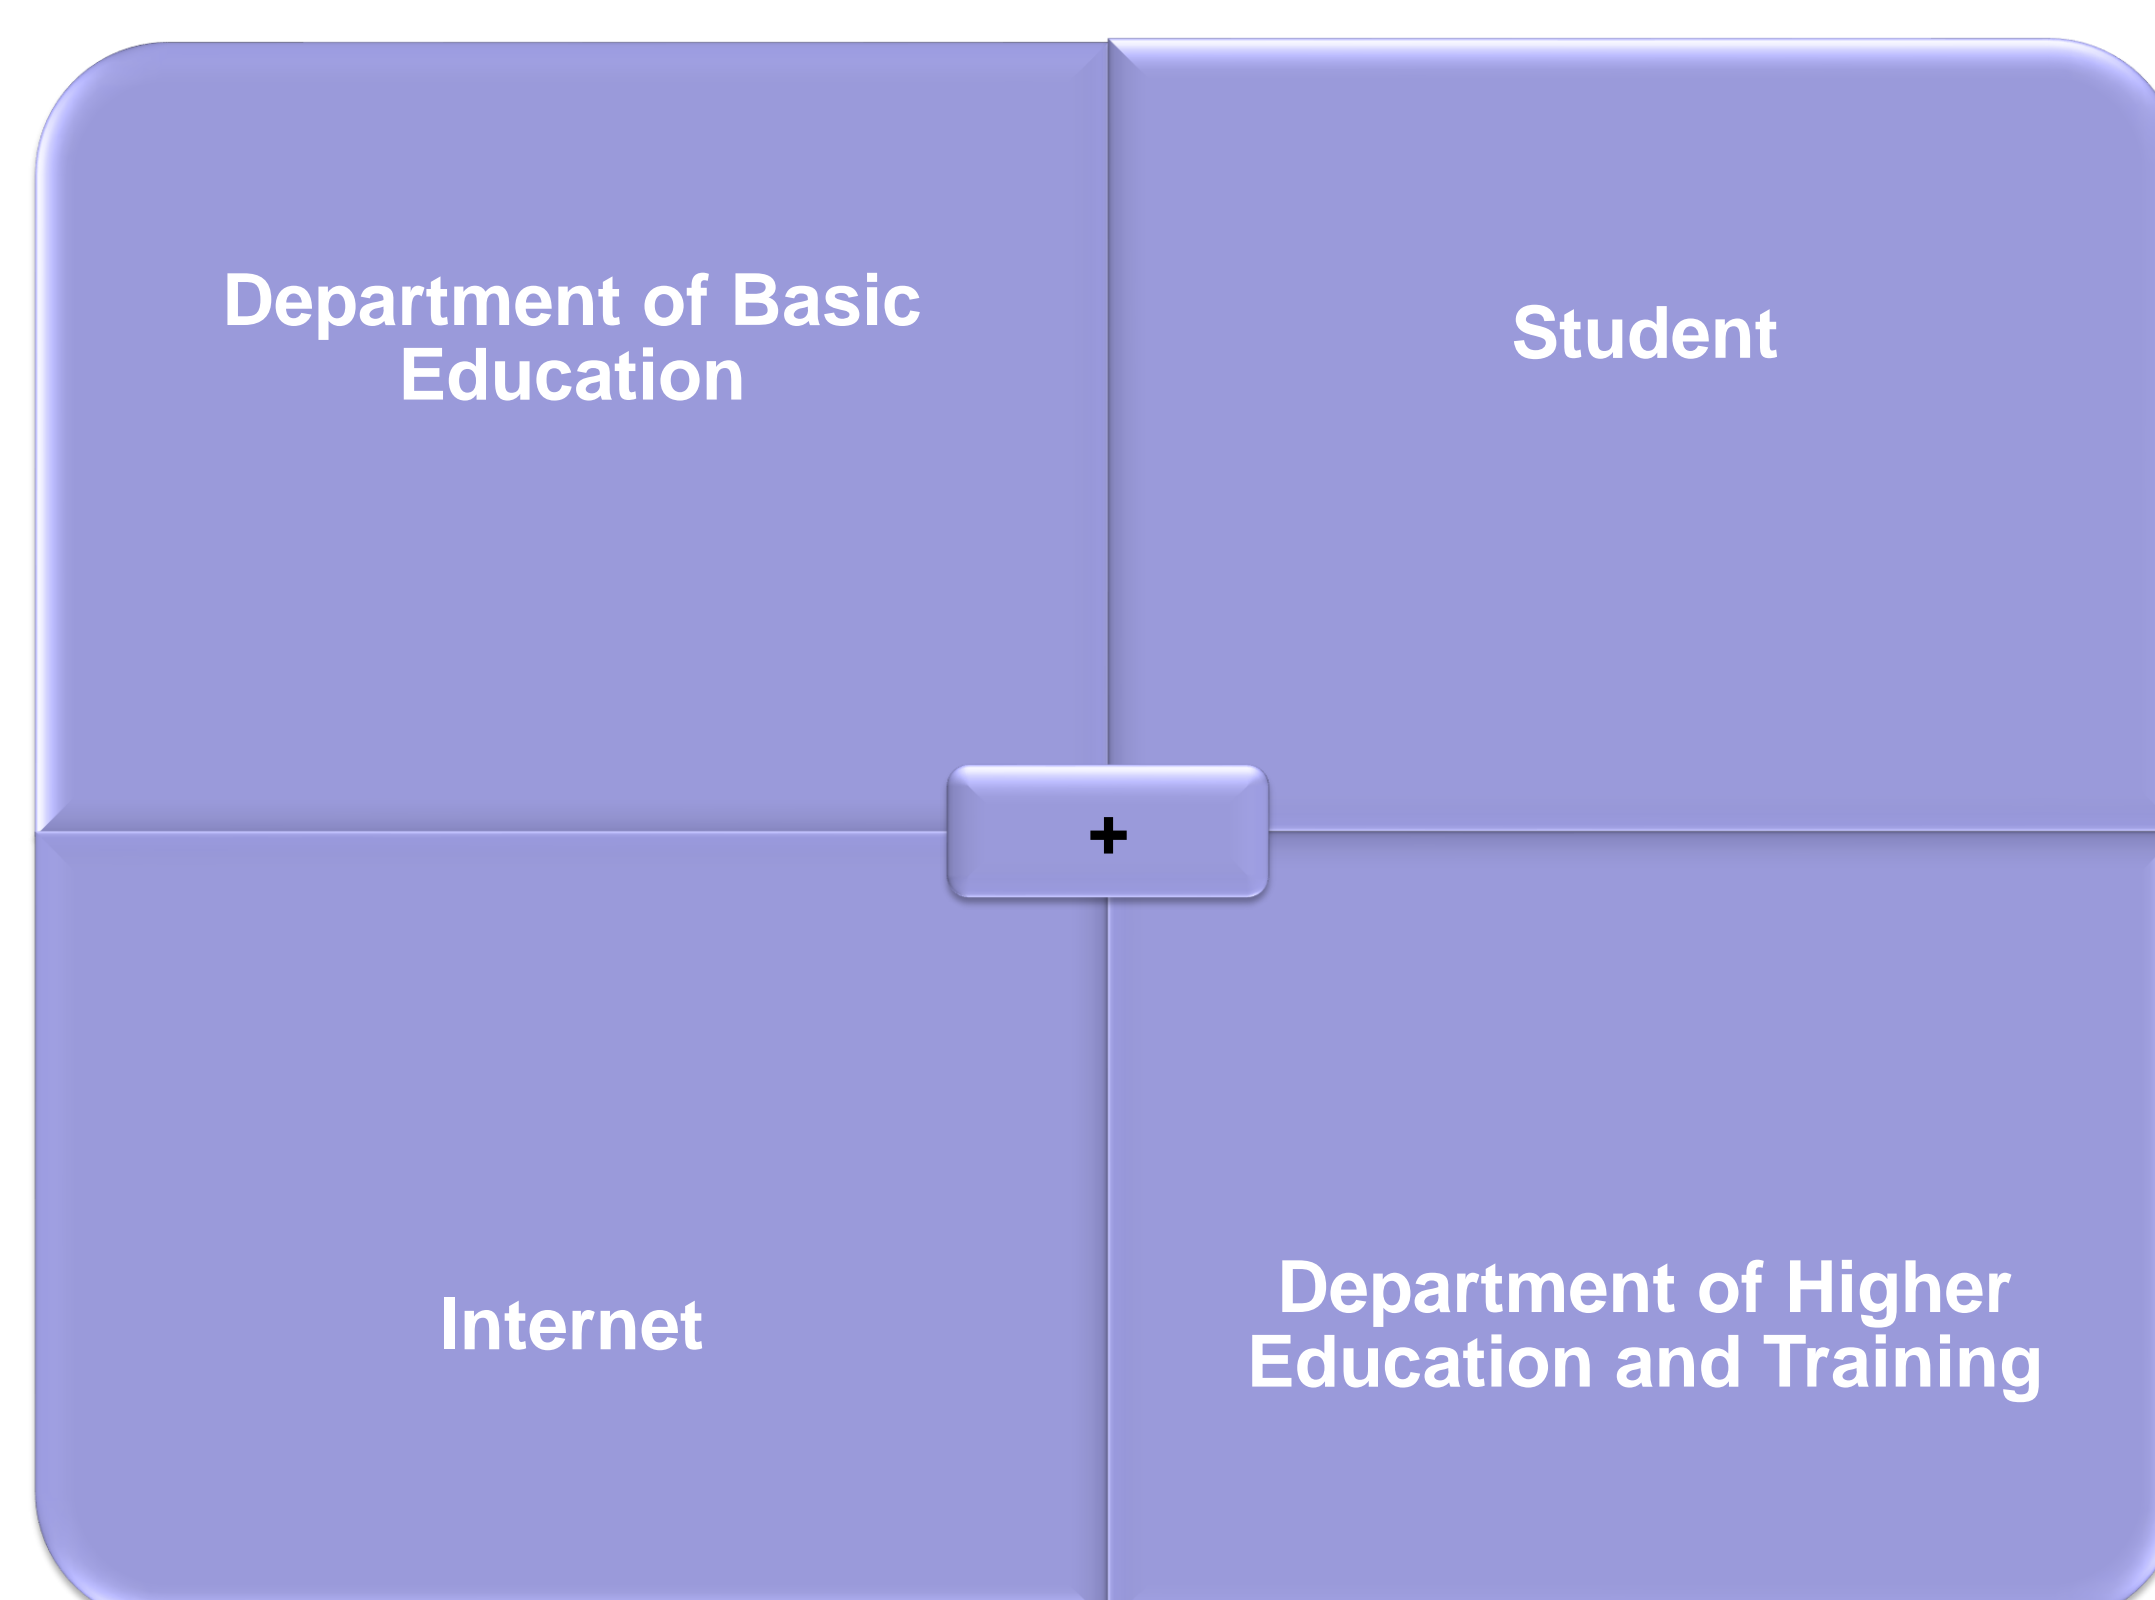 Department of Basic
Education
Student
+
Internet
Department of Higher
Education and Training